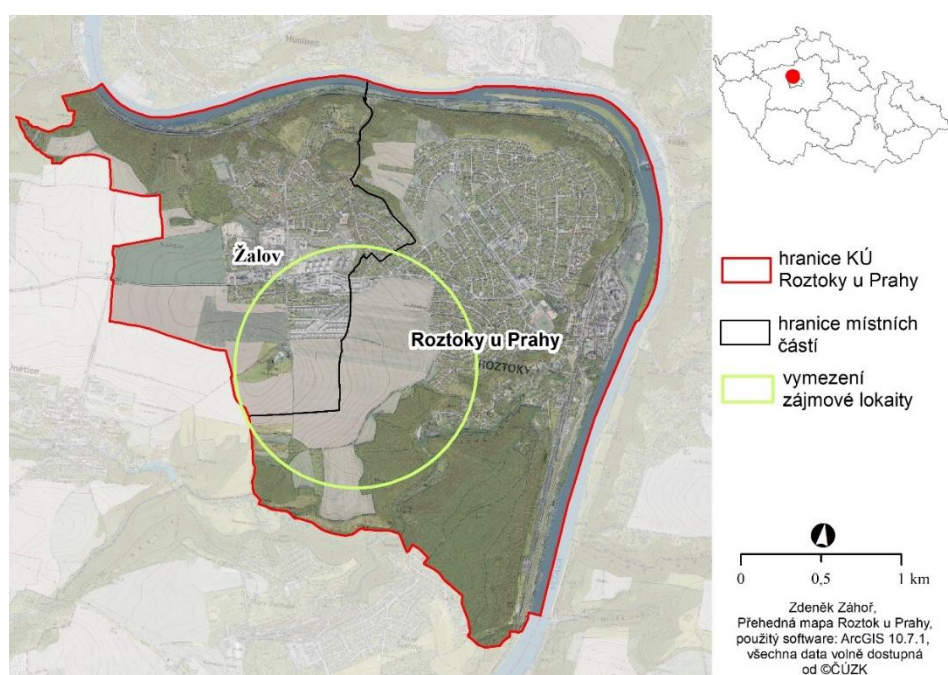 Husinec
Žalov
Roztoky u Prahy
ROZTOKY
hranice KÚ
Roztoky u Prahy
hranice místních
částí
vymezení
zájmové lokaity
0 0,5 1 km
Zdeněk Záhoř,
Přehedná mapa Roztok u Prahy,
použitý software: ArcGIS 10.7.1,
všechna data volně dostupná
od ©ČÚZK